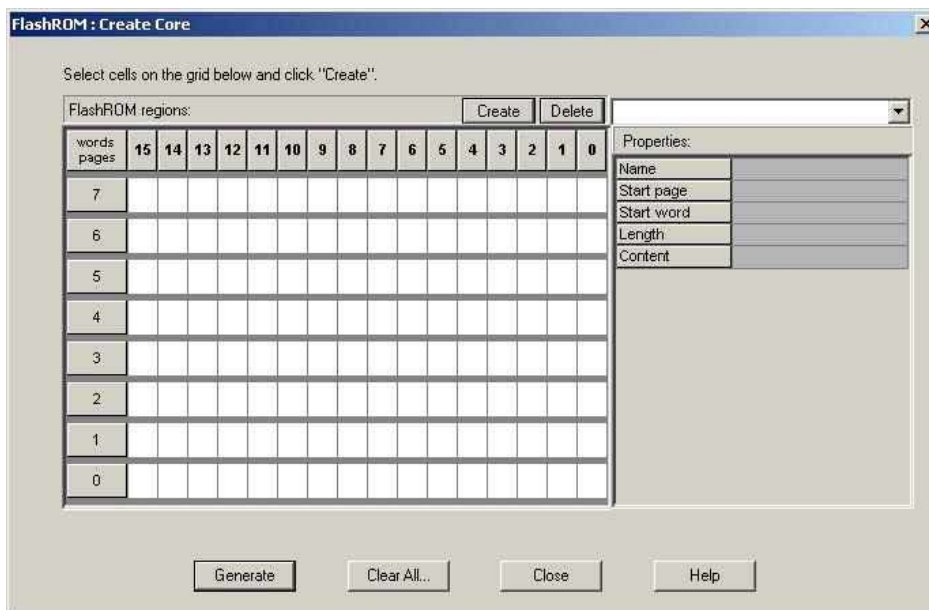 FlashROM : Create Core
Select cells on the grid below and click "Create".
FlashROM regions: Create Delete
words pages 15 14 13 12 11 10 9 8 7 6 5 4 3 2 1 0
7
6
5
4
3
2
1
0
Properties:
Name
Start page
Start word
Length
Content
Generate Clear All... Close Help